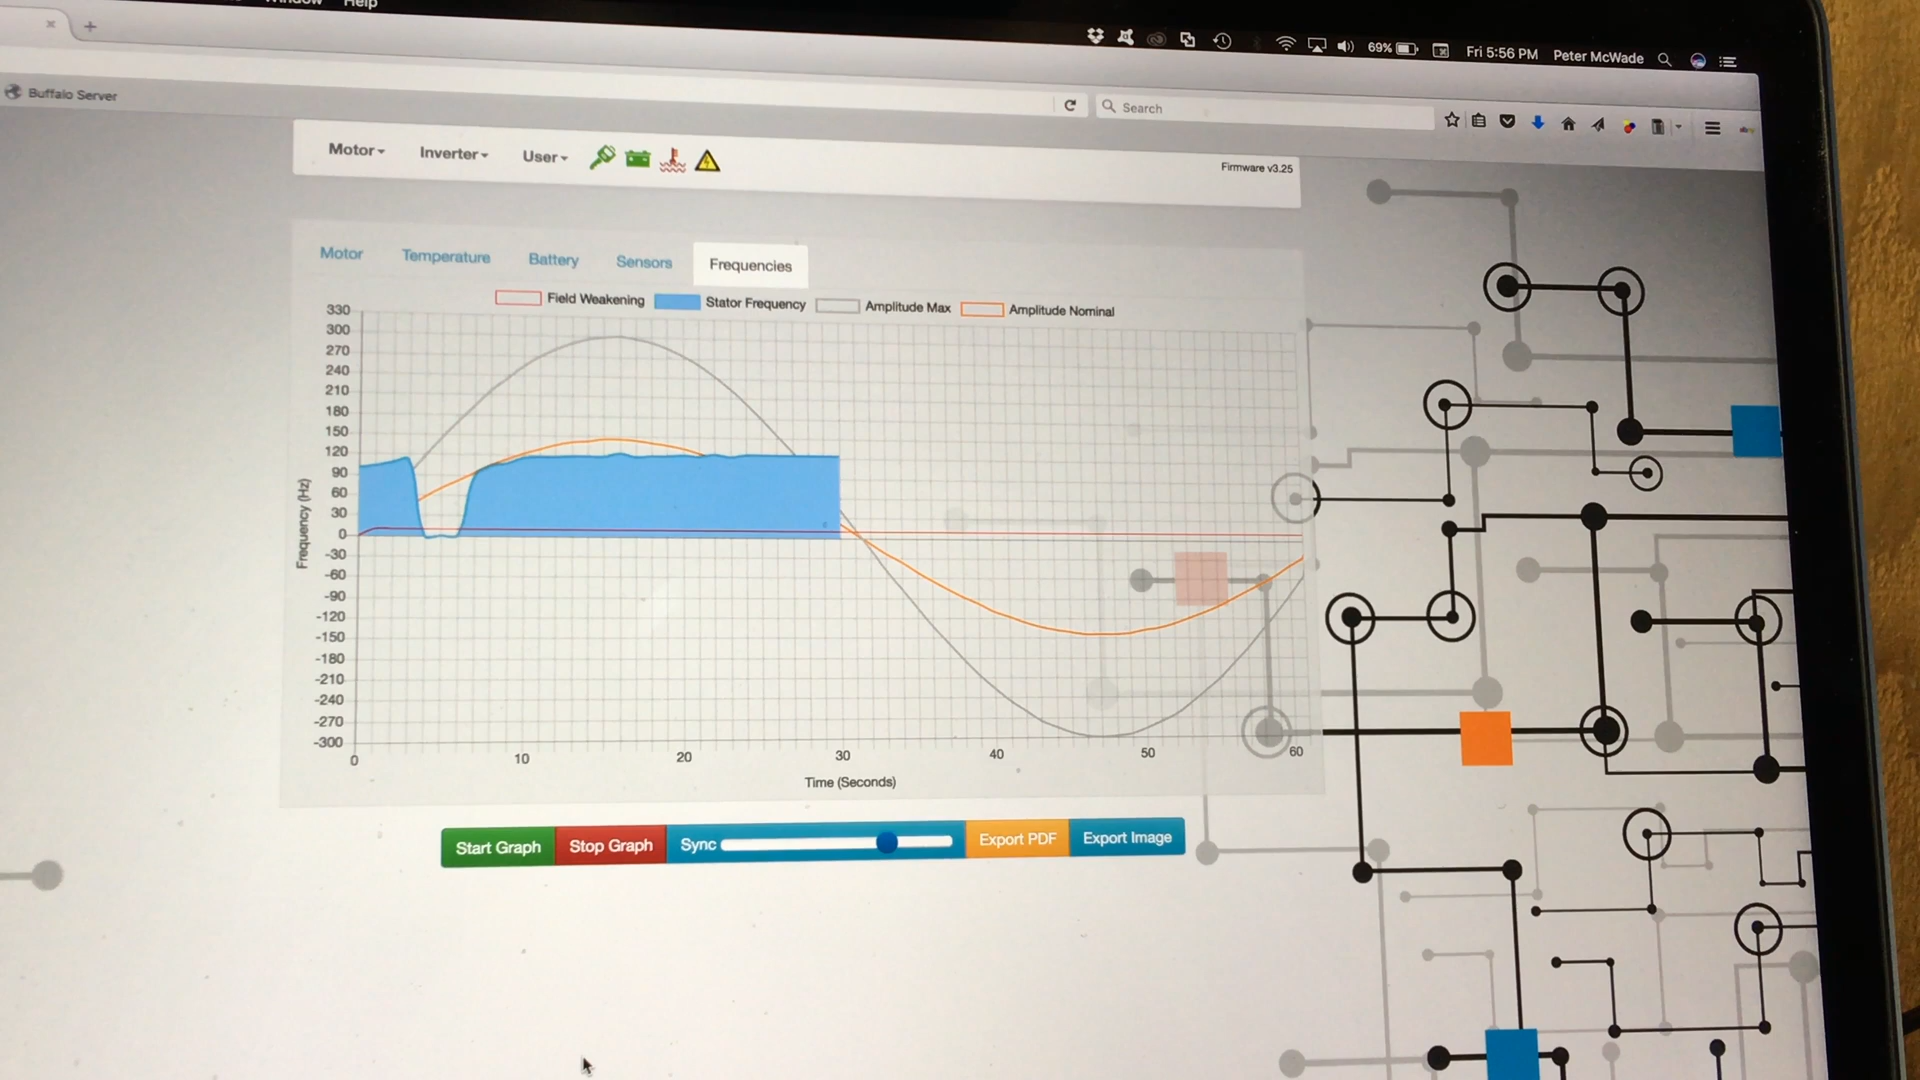 Window Help
69% Fri 5:56 PM Peter McWade
Buffalo Server
Search
Motor Inverter User
Firmware v3.25
Motor Temperature Battery Sensors Frequencies
Field Weakening Stator Frequency Amplitude Max Amplitude Nominal
330
300
270
240
210
180
150
120
90
60
30
0
-30
-60
-90
-120
-150
-180
-210
-240
-270
-300
Frequency (Hz)
0 10 20 30 40 50 60
Time (Seconds)
Start Graph Stop Graph Sync Export PDF Export Image